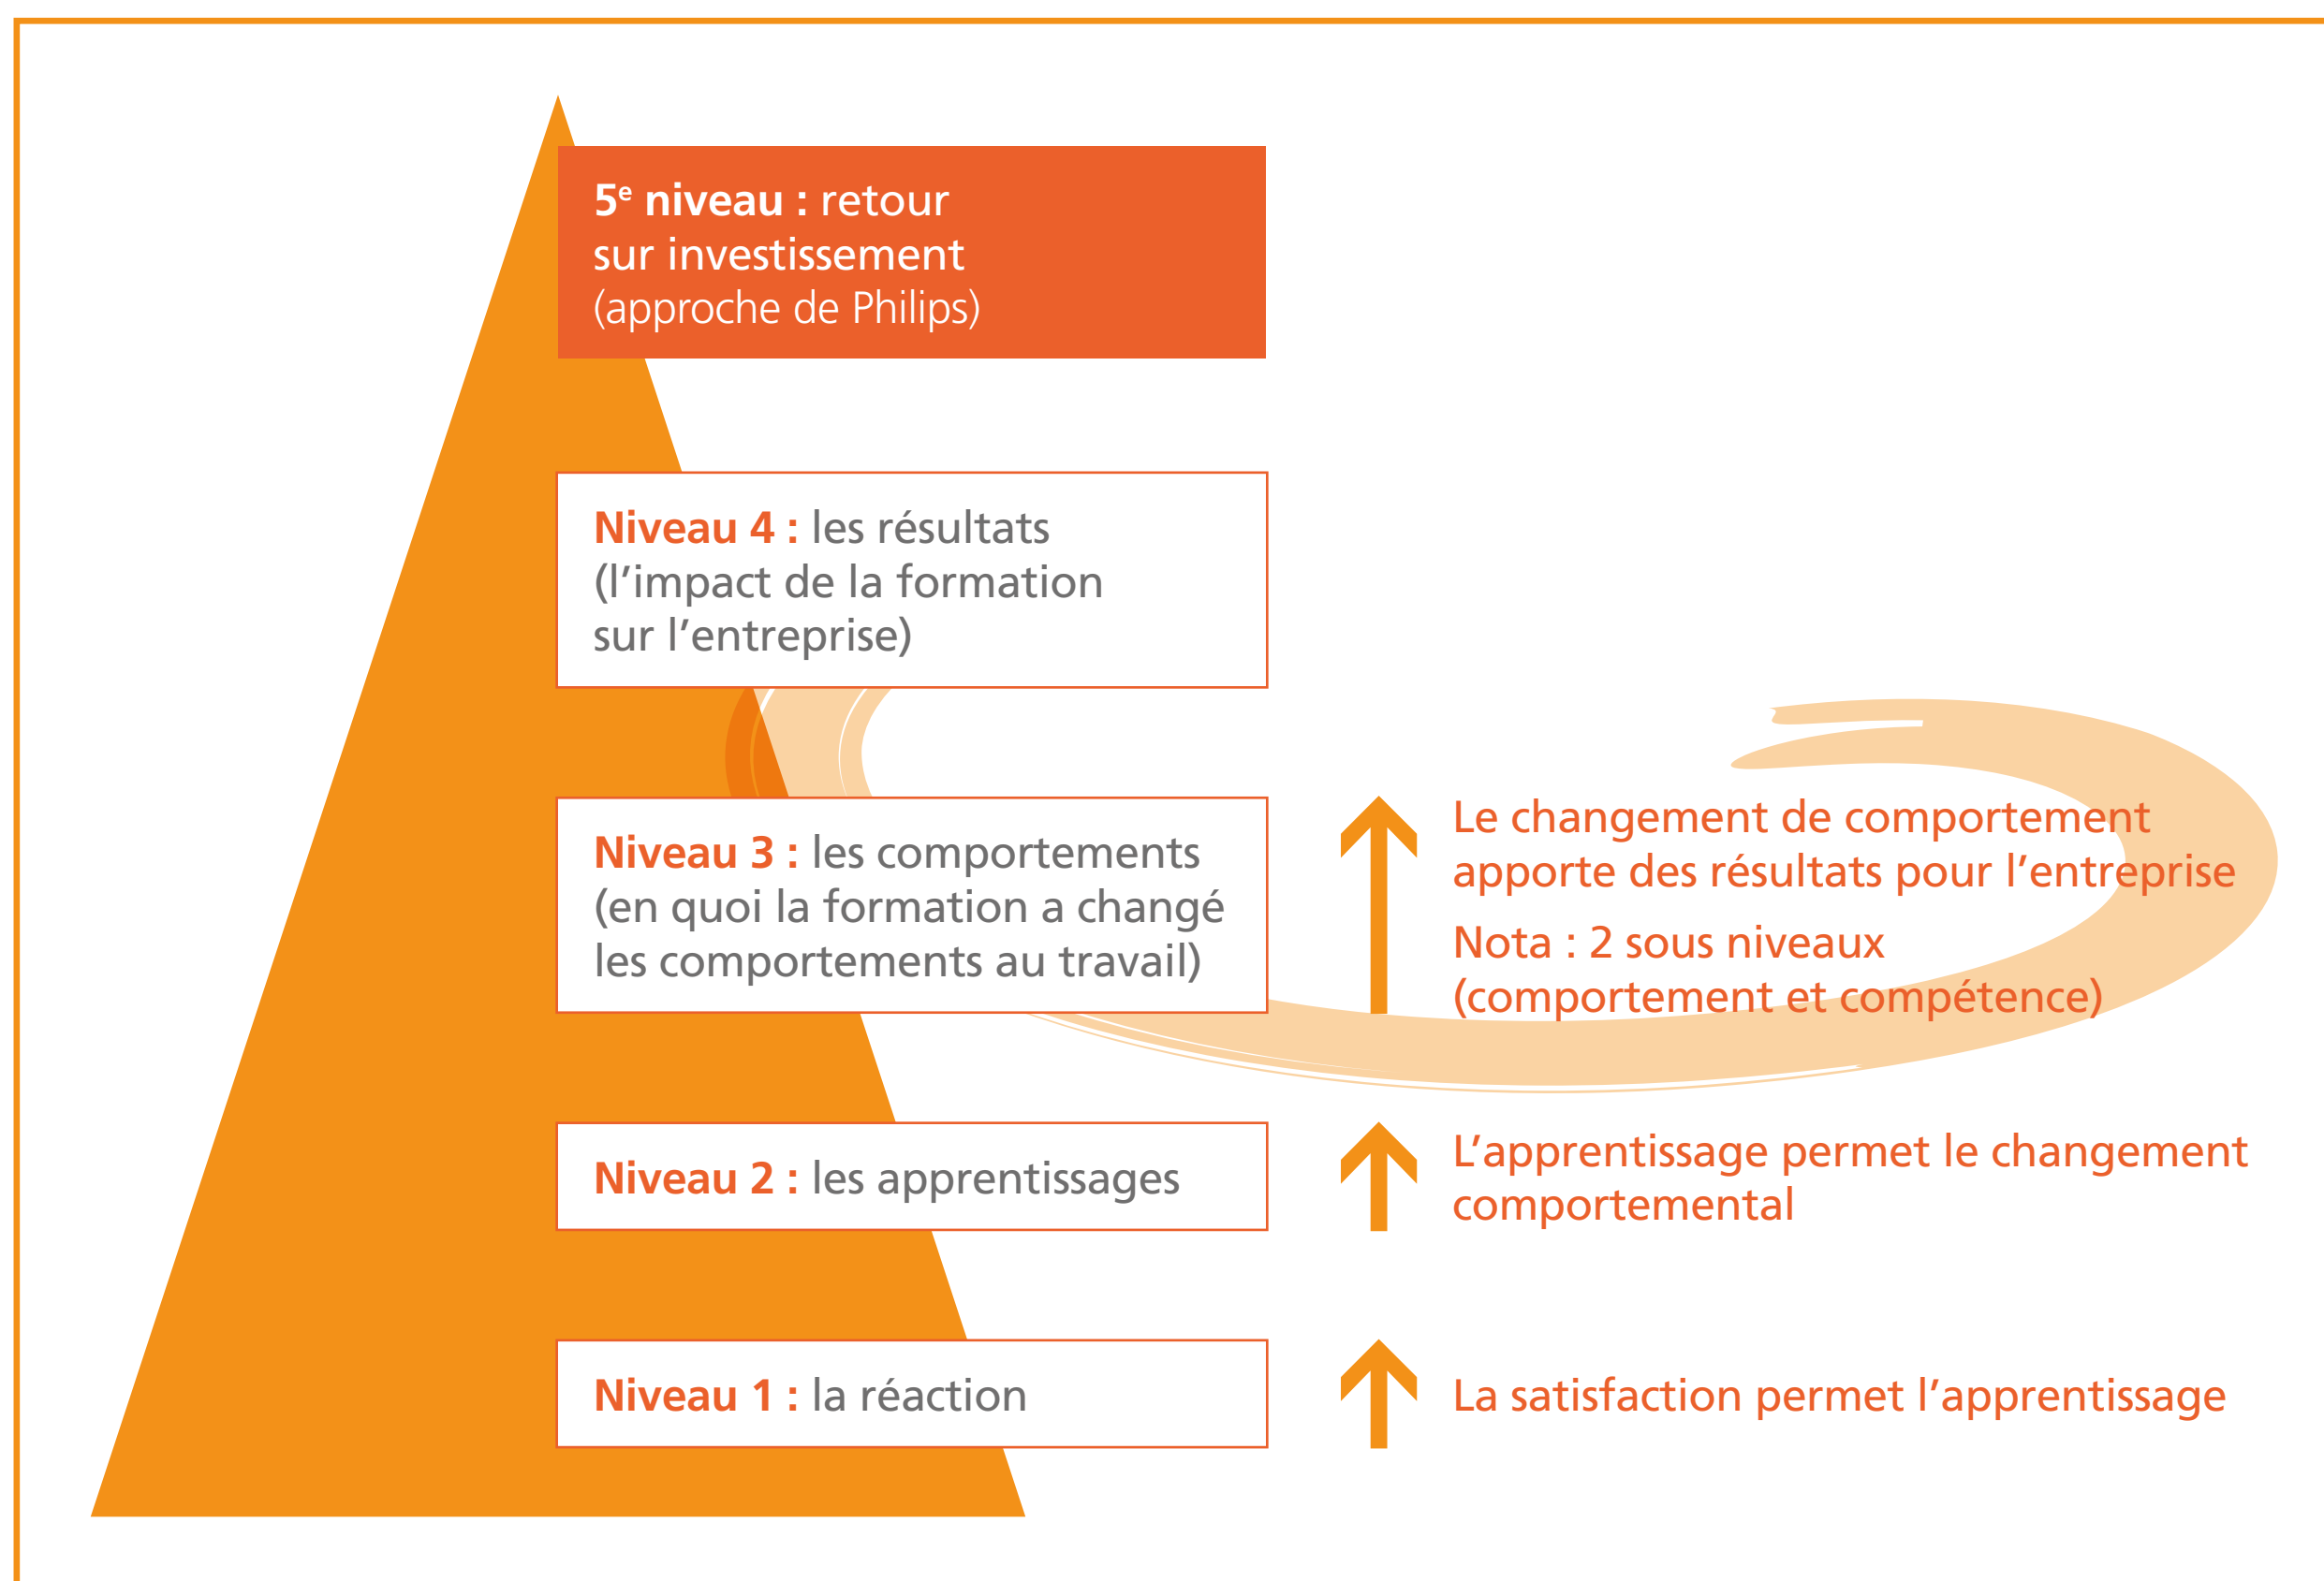 5e niveau : retour
sur investissement
(approche de Philips)
Niveau 4 : les résultats
(l’impact de la formation
sur l’entreprise)
Niveau 3 : les comportements
(en quoi la formation a changé
les comportements au travail)
Le changement de comportement
apporte des résultats pour l’entreprise
Nota : 2 sous niveaux
(comportement et compétence)
Niveau 2 : les apprentissages
L’apprentissage permet le changement
comportemental
Niveau 1 : la réaction
La satisfaction permet l’apprentissage